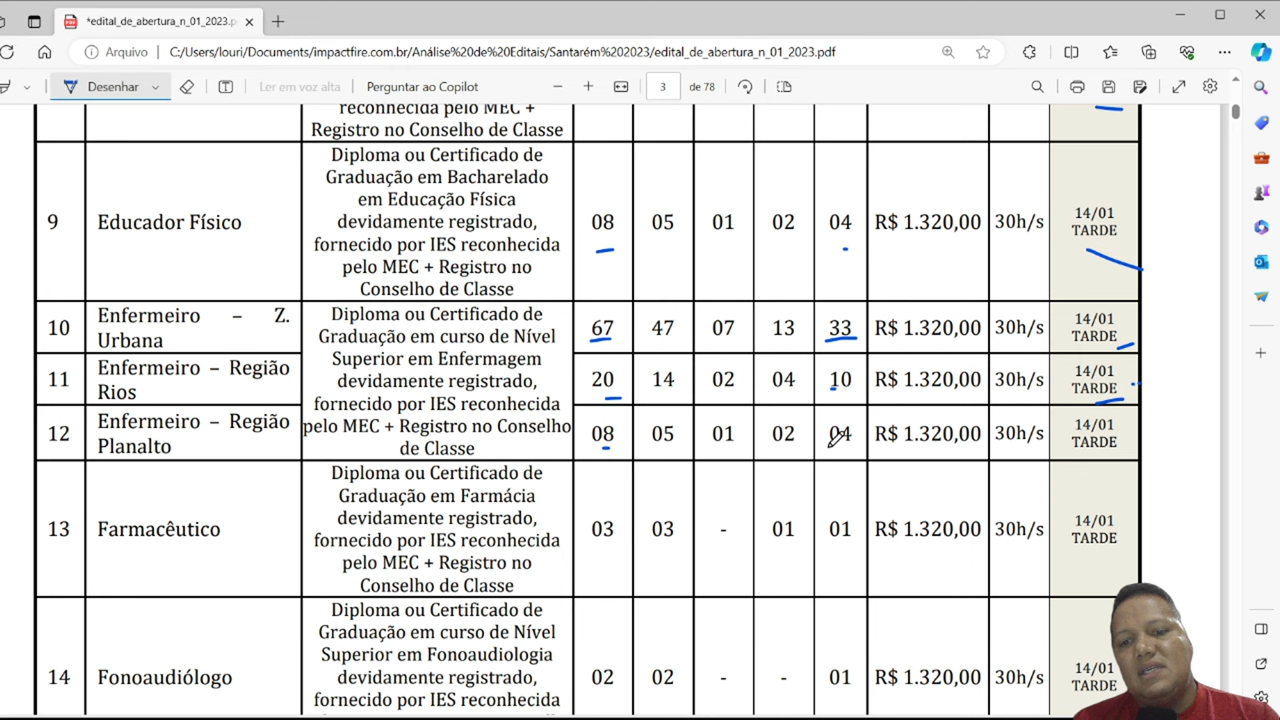 *edital_de_abertura_n_01_2023.p
Arquivo C:/Users/louri/Documents/impactfire.com.br/Análise%20de%20Editais/Santarém%202023/edital_de_abertura_n_01_2023.pdf
Desenhar Ler em voz alta Perguntar ao Copilot 3 de 78
reconhecida pelo MEC +
Registro no Conselho de Classe
9 Educador Físico
Diploma ou Certificado de
Graduação em Bacharelado
em Educação Física
devidamente registrado,
fornecido por IES reconhecida
pelo MEC + Registro no
Conselho de Classe
08 05 01 02 04 R$ 1.320,00 30h/s
14/01
TARDE
10
Enfermeiro – Z.
Urbana
Diploma ou Certificado de
Graduação em curso de Nível
Superior em Enfermagem
devidamente registrado,
fornecido por IES reconhecida
pelo MEC + Registro no Conselho
de Classe
67 47 07 13 33 R$ 1.320,00 30h/s
14/01
TARDE
11
Enfermeiro – Região
Rios
20 14 02 04 10 R$ 1.320,00 30h/s
14/01
TARDE
12
Enfermeiro – Região
Planalto
08 05 01 02 04 R$ 1.320,00 30h/s
14/01
TARDE
13 Farmacêutico
Diploma ou Certificado de
Graduação em Farmácia
devidamente registrado,
fornecido por IES reconhecida
pelo MEC + Registro no
Conselho de Classe
03 03 - 01 01 R$ 1.320,00 30h/s
14/01
TARDE
14 Fonoaudiólogo
Diploma ou Certificado de
Graduação em curso de Nível
Superior em Fonoaudiologia
devidamente registrado,
fornecido por IES reconhecida
02 02 - - 01 R$ 1.320,00 30h/s
14/01
TARDE